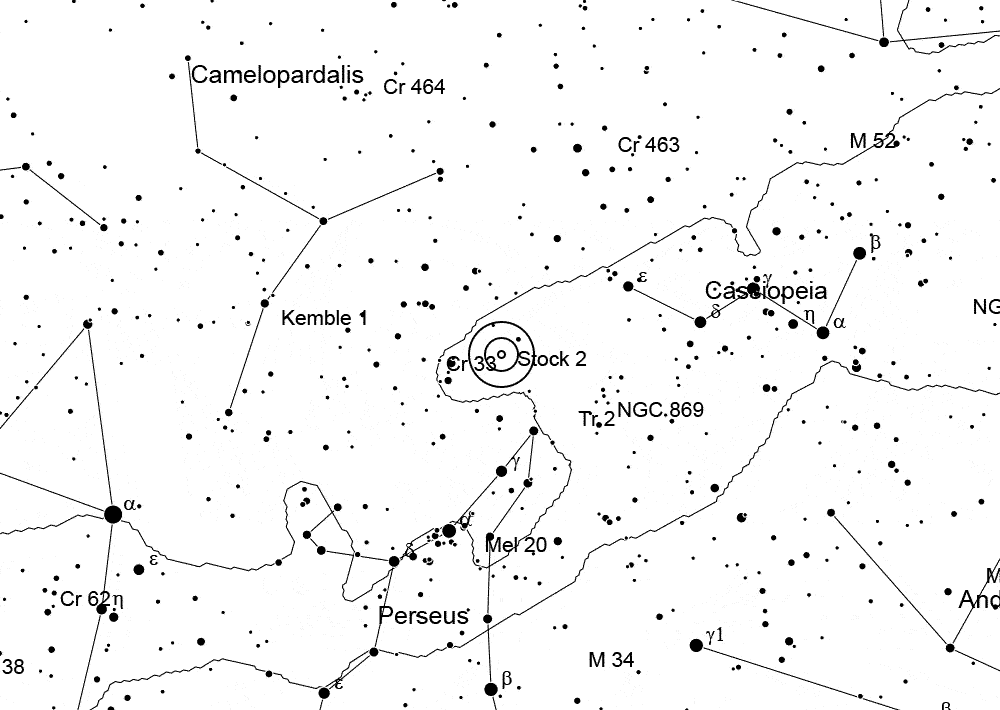 Camelopardalis
Cr 464
Cr 463
M 52
β
ε
γ
Cassiopeia
δ
η
α
NG
Kemble 1
Cr 33
Stock 2
Tr 2
NGC 869
γ
α
α
δ
Mel 20
ε
Cr 62
η
Perseus
M
And
γ1
M 34
38
ε
β
β